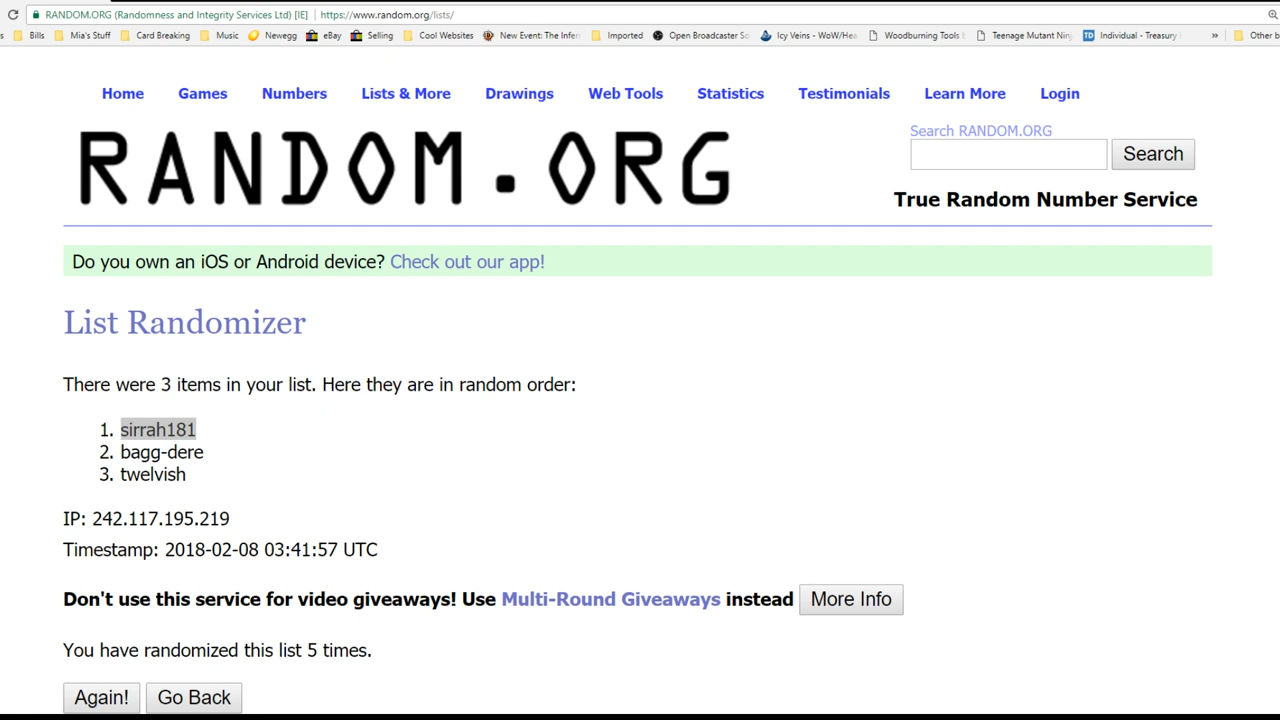 RANDOM.ORG (Randomness and Integrity Services Ltd) [IE] | https://www.random.org/lists/
Bills Mia's Stuff Card Breaking Music Newegg eBay Selling Cool Websites New Event: The Infer Imported Open Broadcaster So Icy Veins - WoW/Hea Woodburning Tools Teenage Mutant Nin Individual - Treasury » Other b
Home Games Numbers Lists & More Drawings Web Tools Statistics Testimonials Learn More Login
RANDOM.ORG
Search RANDOM.ORG
Search
True Random Number Service
Do you own an iOS or Android device? Check out our app!
List Randomizer
There were 3 items in your list. Here they are in random order:
1. sirrah181
2. bagg-dere
3. twelvish
IP: 242.117.195.219
Timestamp: 2018-02-08 03:41:57 UTC
Don't use this service for video giveaways! Use Multi-Round Giveaways instead More Info
You have randomized this list 5 times.
Again! Go Back